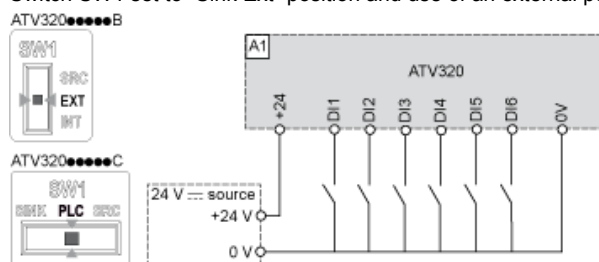 Switch SW1 set to "Sink Ext" position and use of an external p
ATV320●●●●●B
SW1
SRC
EXT
INT
A1
ATV320
+24
DI1
DI2
DI3
DI4
DI5
DI6
0V
ATV320●●●●●C
SW1
SINK PLC SRC
24 V source
+24 V
0 V